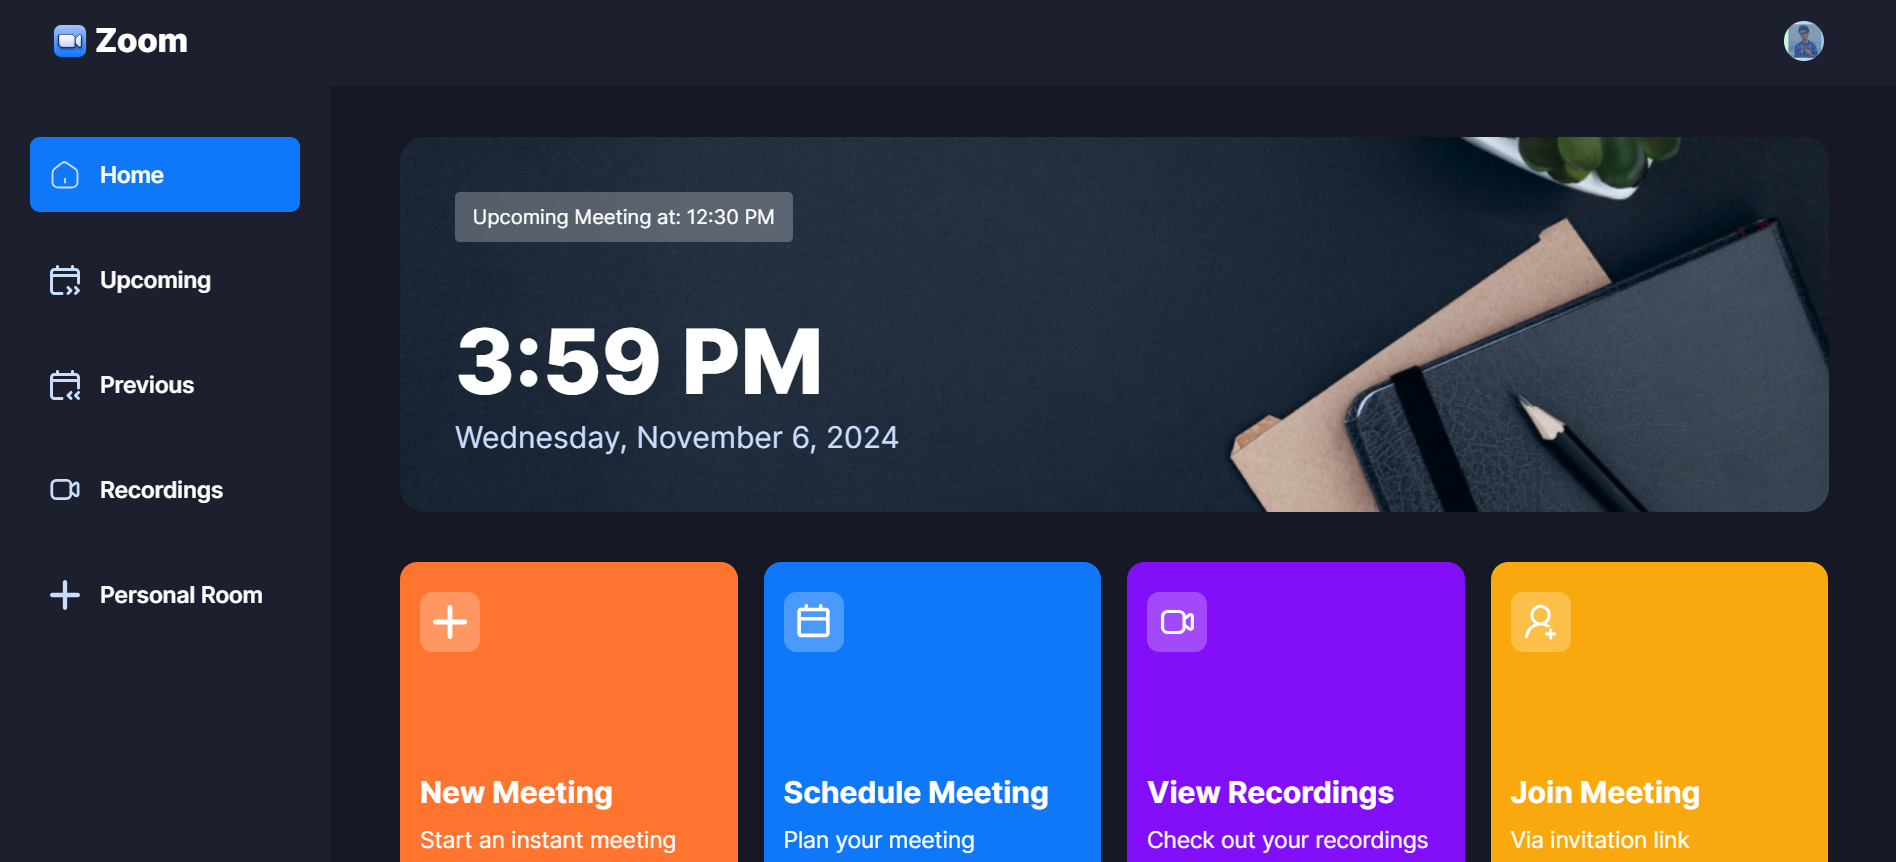 Zoom
Home
Upcoming
Previous
Recordings
Personal Room
Upcoming Meeting at: 12:30 PM
3:59 PM
Wednesday, November 6, 2024
New Meeting
Start an instant meeting
Schedule Meeting
Plan your meeting
View Recordings
Check out your recordings
Join Meeting
Via invitation link